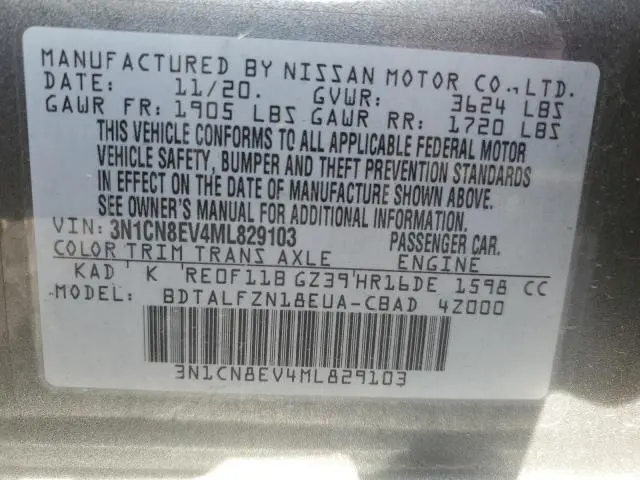 MANUFACTURED BY NISSAN MOTOR CO., LTD.
DATE: 11/20. GVWR: 3624 LBS
GAWR FR: 1905 LBS GAWR RR: 1720 LBS
THIS VEHICLE CONFORMS TO ALL APPLICABLE FEDERAL MOTOR
VEHICLE SAFETY, BUMPER AND THEFT PREVENTION STANDARDS
IN EFFECT ON THE DATE OF MANUFACTURE SHOWN ABOVE.
SEE OWNER'S MANUAL FOR ADDITIONAL INFORMATION.
VIN: 3N1CN8EV4ML829103 PASSENGER CAR.
COLOR TRIM TRANS AXLE ENGINE
KAD K RE0F11B GZ39 HR16DE 1598 CC
MODEL: BDTALFZN18EUA-CBAD 4Z000
3N1CN8EV4ML829103